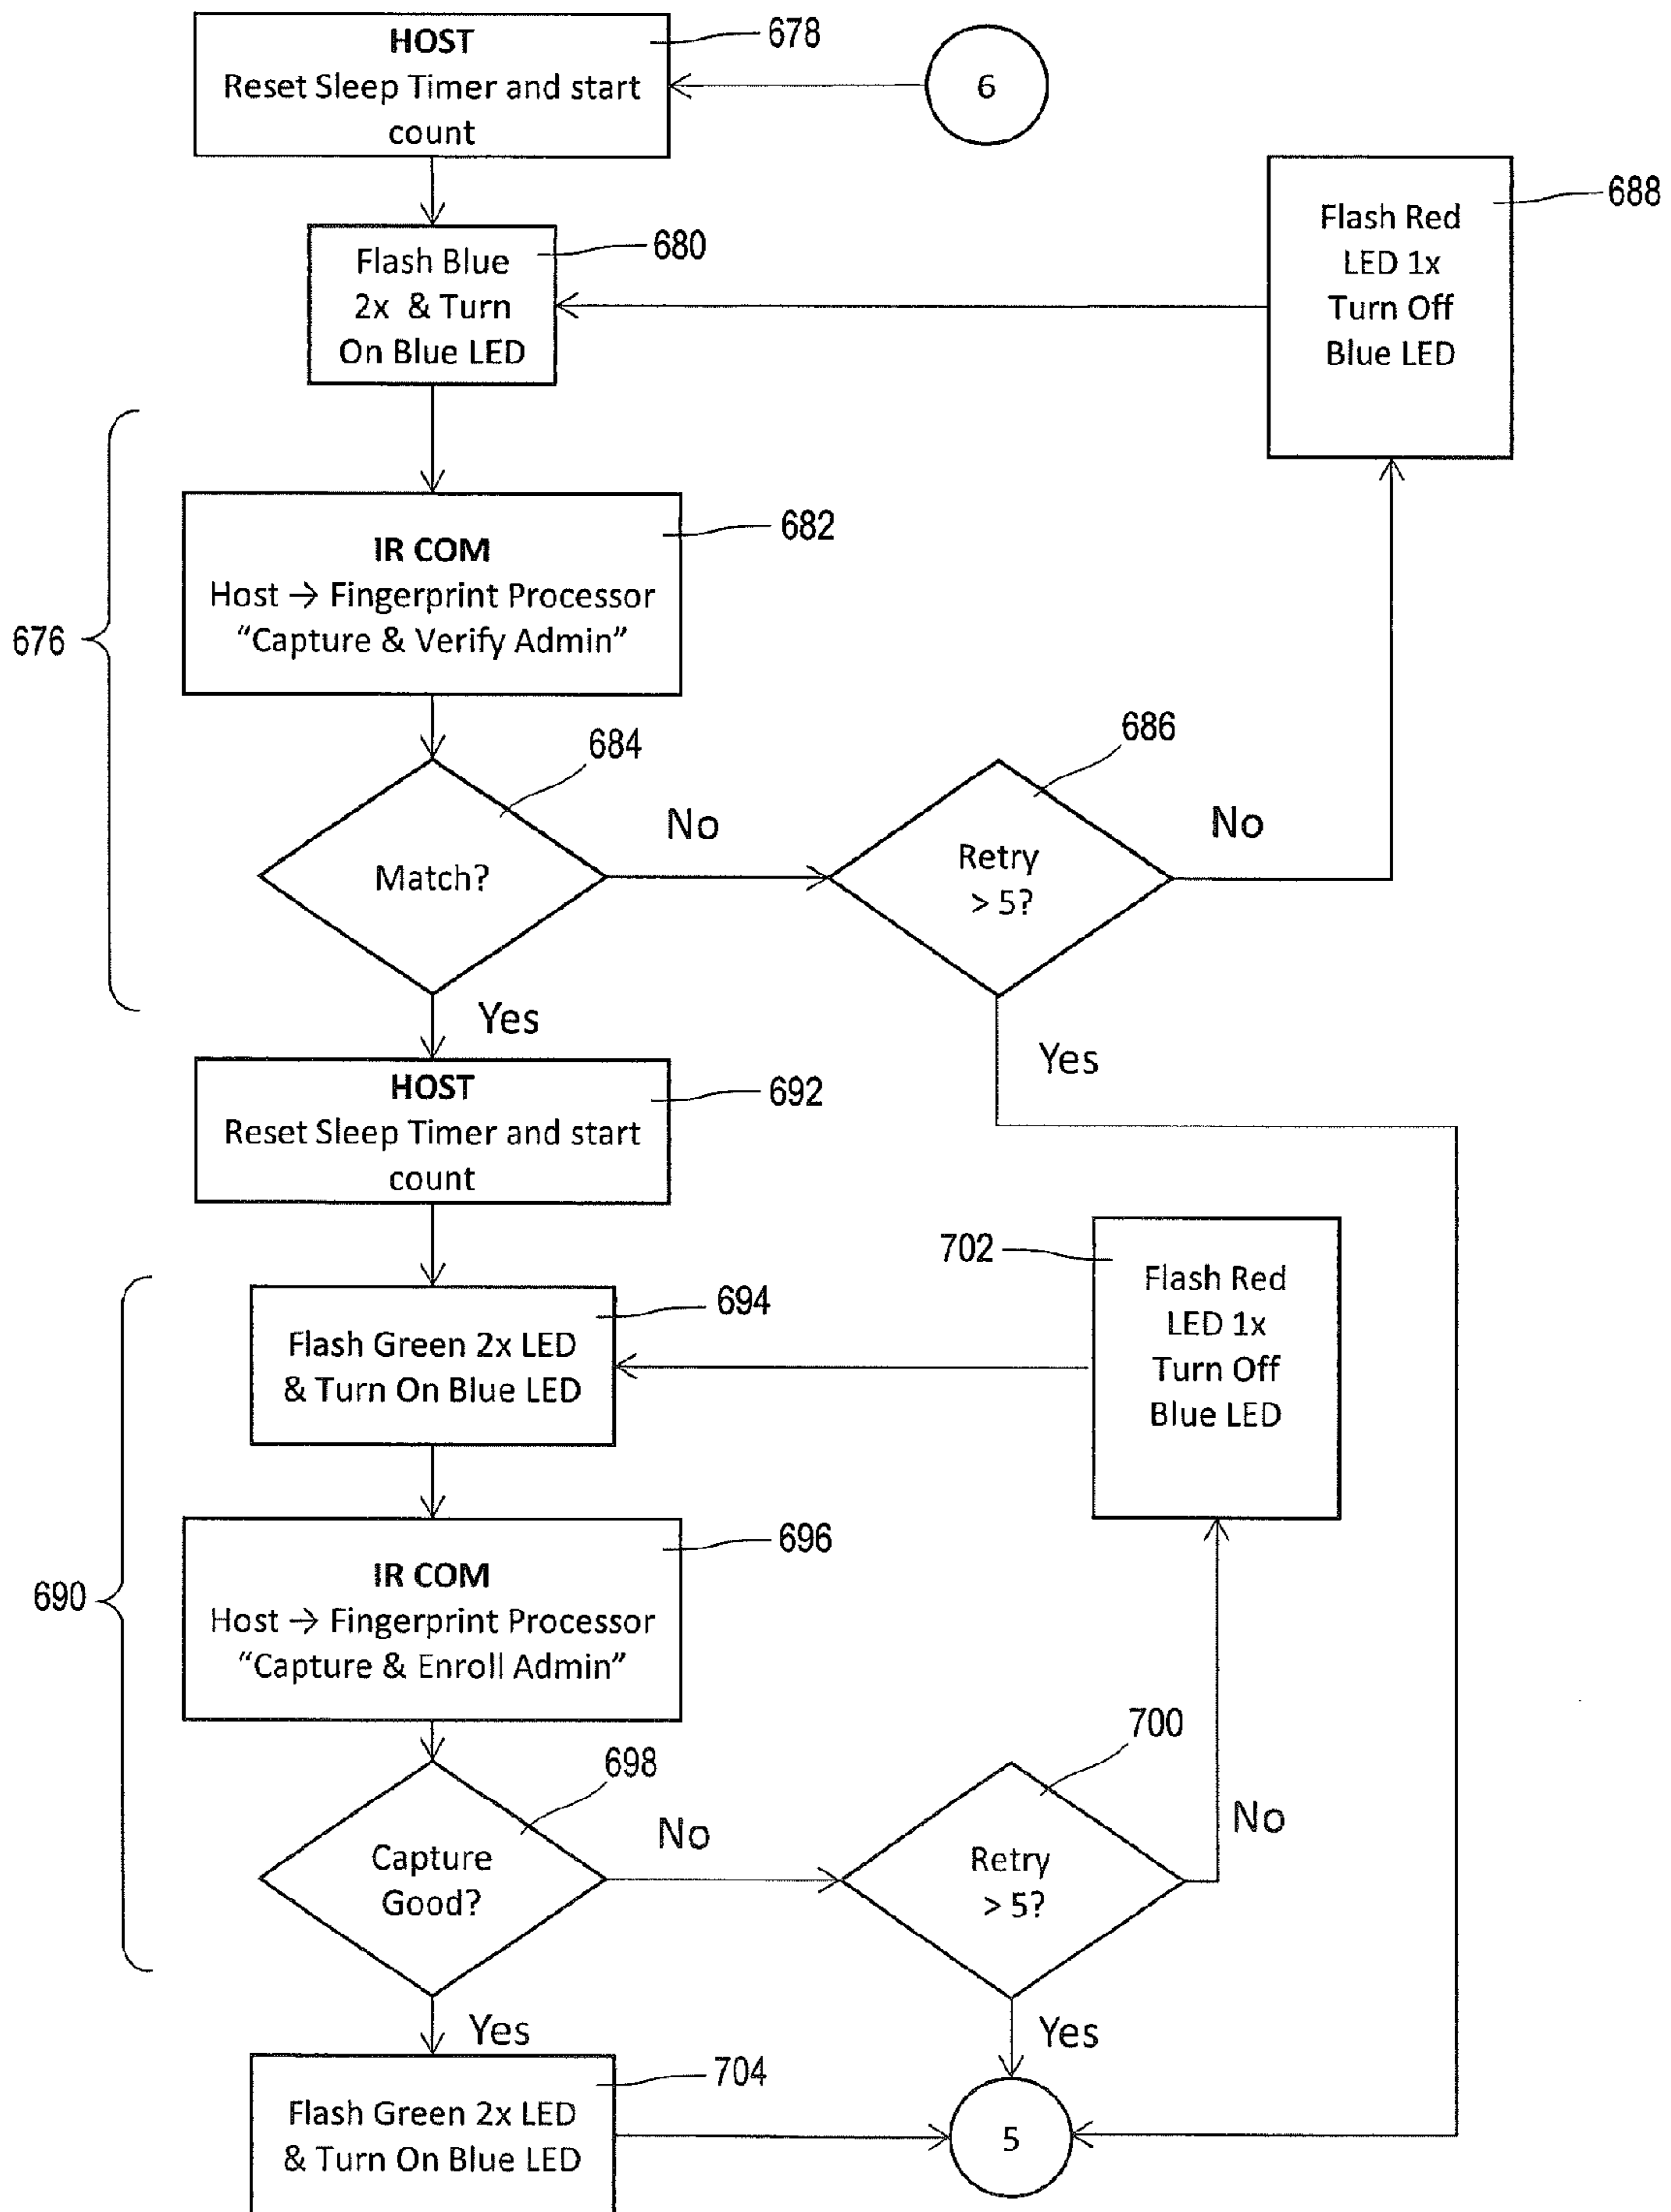 HOST
Reset Sleep Timer and start
count
678
6
Flash Blue
2x & Turn
On Blue LED
680
Flash Red
LED 1x
Turn Off
Blue LED
688
676
IR COM
Host → Fingerprint Processor
“Capture & Verify Admin”
682
Match?
684
No
Retry
> 5?
686
No
Yes
Yes
HOST
Reset Sleep Timer and start
count
692
702
Flash Red
LED 1x
Turn Off
Blue LED
Flash Green 2x LED
& Turn On Blue LED
694
690
IR COM
Host → Fingerprint Processor
“Capture & Enroll Admin”
696
Capture
Good?
698
No
Retry
> 5?
700
No
Yes
Yes
Flash Green 2x LED
& Turn On Blue LED
704
5